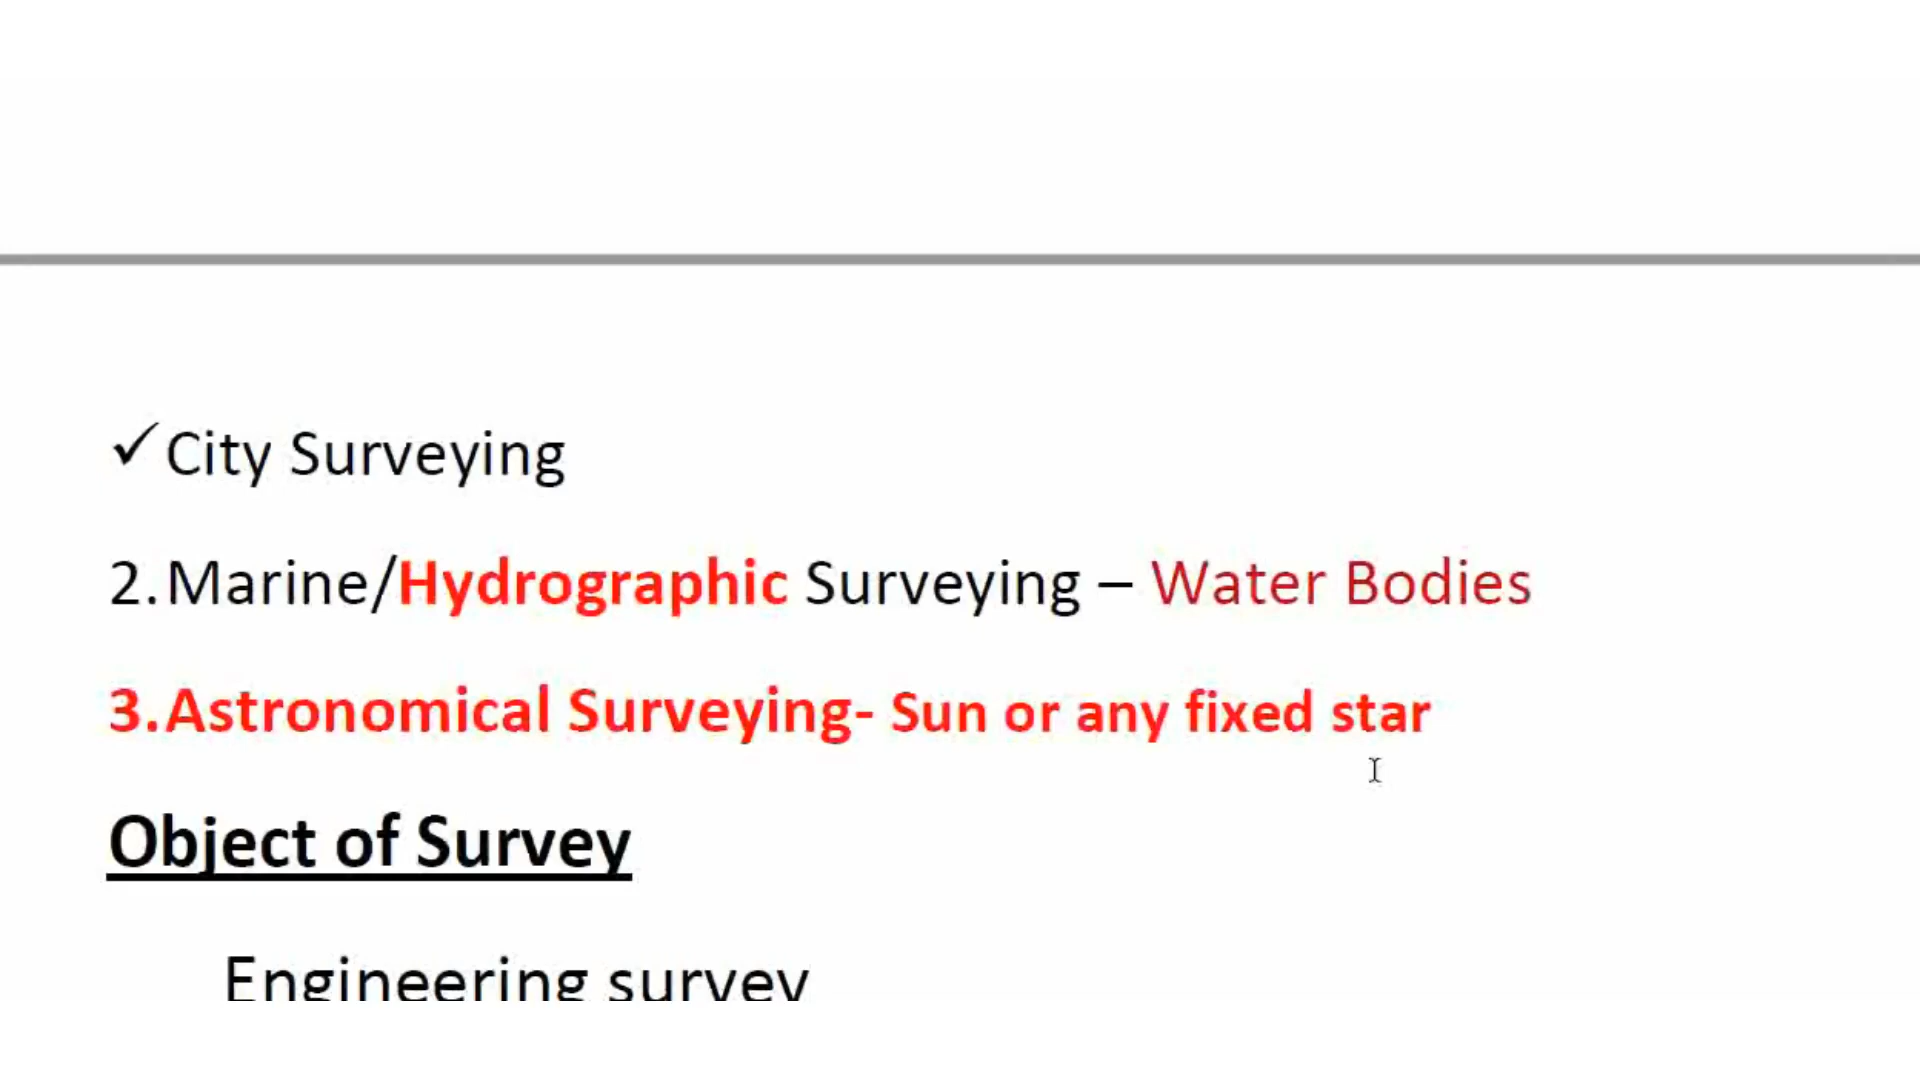 ✓City Surveying
2.Marine/Hydrographic Surveying – Water Bodies
3.Astronomical Surveying- Sun or any fixed star
Object of Survey
Engineering survey